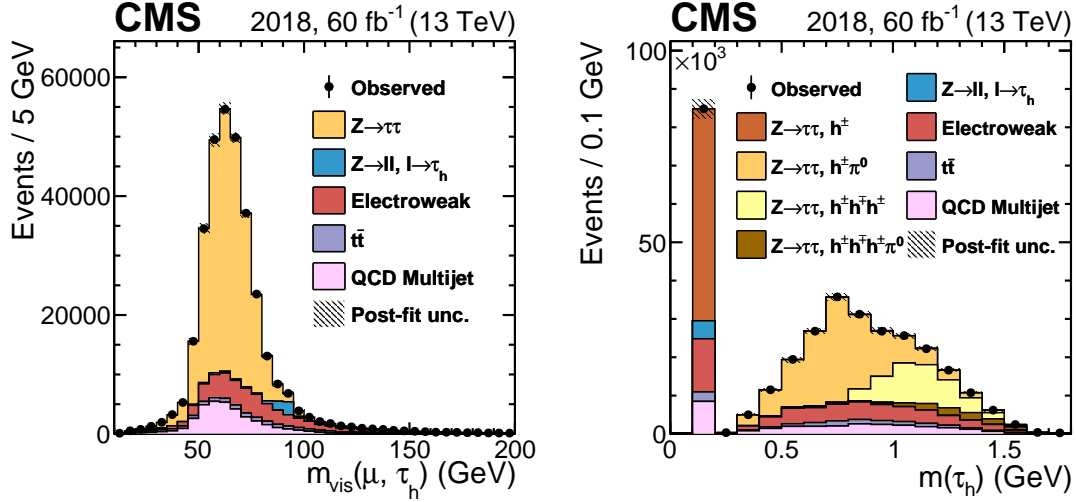 CMS 2018, 60 fb⁻¹ (13 TeV)
Events / 5 GeV
60000
40000
20000
0
Observed
Z→ττ
Z→ll, l→τₕ
Electroweak
tt̄
QCD Multijet
Post-fit unc.
50 100 150 200
m_vis(μ, τₕ) (GeV)
CMS 2018, 60 fb⁻¹ (13 TeV)
Events / 0.1 GeV
100
×10³
50
0
Observed
Z→ττ, h±
Z→ττ, h±π⁰
Z→ττ, h±h∓h±
Z→ττ, h±h∓h±π⁰
Z→ll, l→τₕ
Electroweak
tt̄
QCD Multijet
Post-fit unc.
0 0.5 1 1.5
m(τₕ) (GeV)